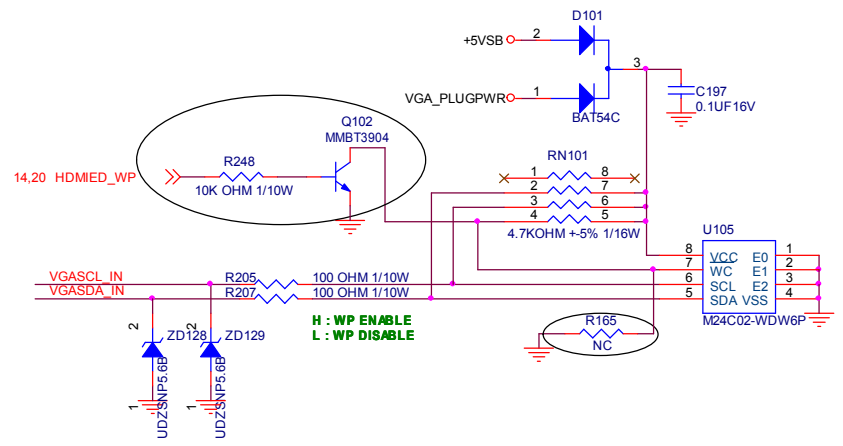 D101
+5VSB 2
3
VGA_PLUGPWR 1
BAT54C
C197
0.1UF16V
Q102
MMBT3904
14,20 HDMIED_WP
R248
10K OHM 1/10W
RN101
1 8
2 7
3 6
4 5
4.7KOHM +-5% 1/16W
U105
8 VCC E0 1
7 WC E1 2
6 SCL E2 3
5 SDA VSS 4
M24C02-WDW6P
VGASCL_IN
R205 100 OHM 1/10W
VGASDA_IN
R207 100 OHM 1/10W
H : WP ENABLE
L : WP DISABLE
R165
NC
2 ZD128
2 ZD129
1 UDZSNP5.6B
1 UDZSNP5.6B